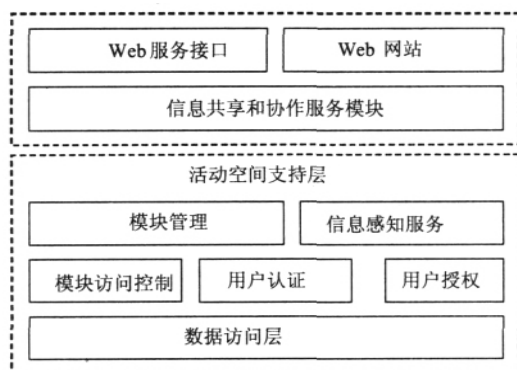 Web服务接口
Web 网站
信息共享和协作服务模块
活动空间支持层
模块管理
信息感知服务
模块访问控制
用户认证
用户授权
数据访问层